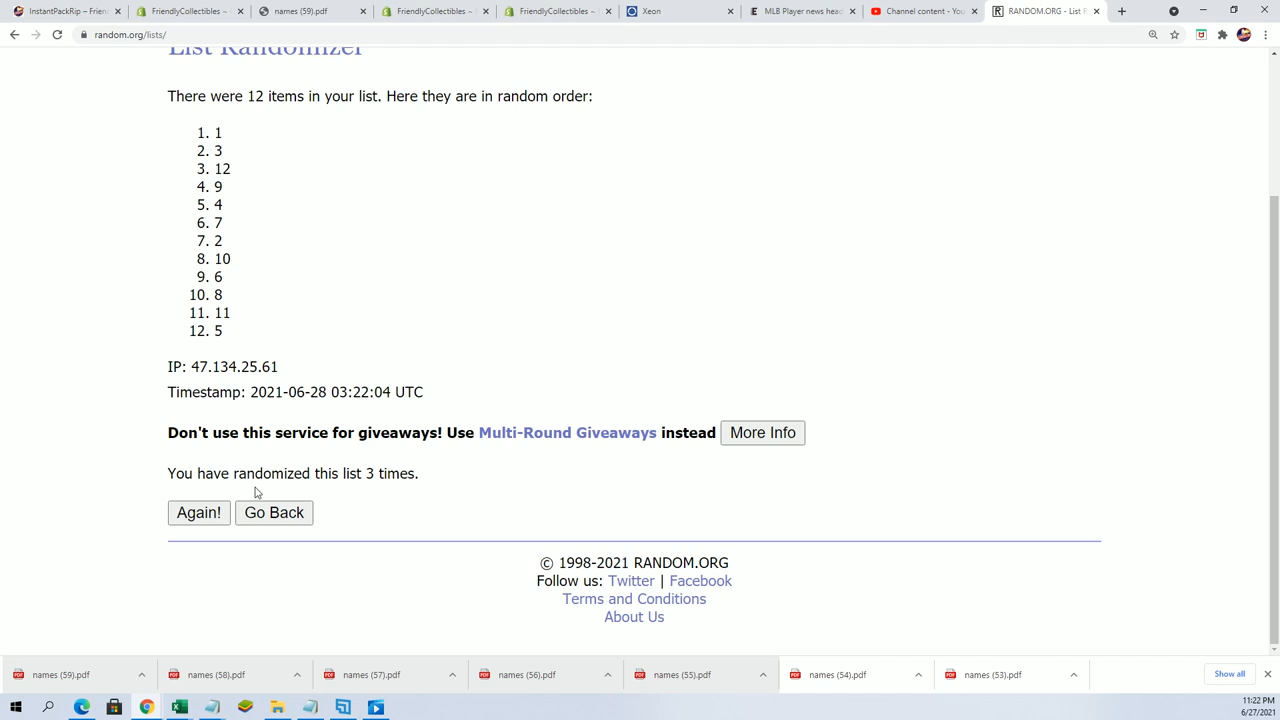 InstantPackRip – Frien
FriendlyCollectibles ~
names (59).pdf
FriendlyCollectibles ~
FriendlyCollectibles ~
Xeon
MLB Player news head
Channel content - You
RANDOM.ORG - List R
random.org/lists/
List Randomizer
There were 12 items in your list. Here they are in random order:
1. 1
2. 3
3. 12
4. 9
5. 4
6. 7
7. 2
8. 10
9. 6
10. 8
11. 11
12. 5
IP: 47.134.25.61
Timestamp: 2021-06-28 03:22:04 UTC
Don't use this service for giveaways! Use Multi-Round Giveaways instead More Info
You have randomized this list 3 times.
Again! Go Back
© 1998-2021 RANDOM.ORG
Follow us: Twitter | Facebook
Terms and Conditions
About Us
names (59).pdf
names (58).pdf
names (57).pdf
names (56).pdf
names (55).pdf
names (54).pdf
names (53).pdf
Show all
11:22 PM
6/27/2021